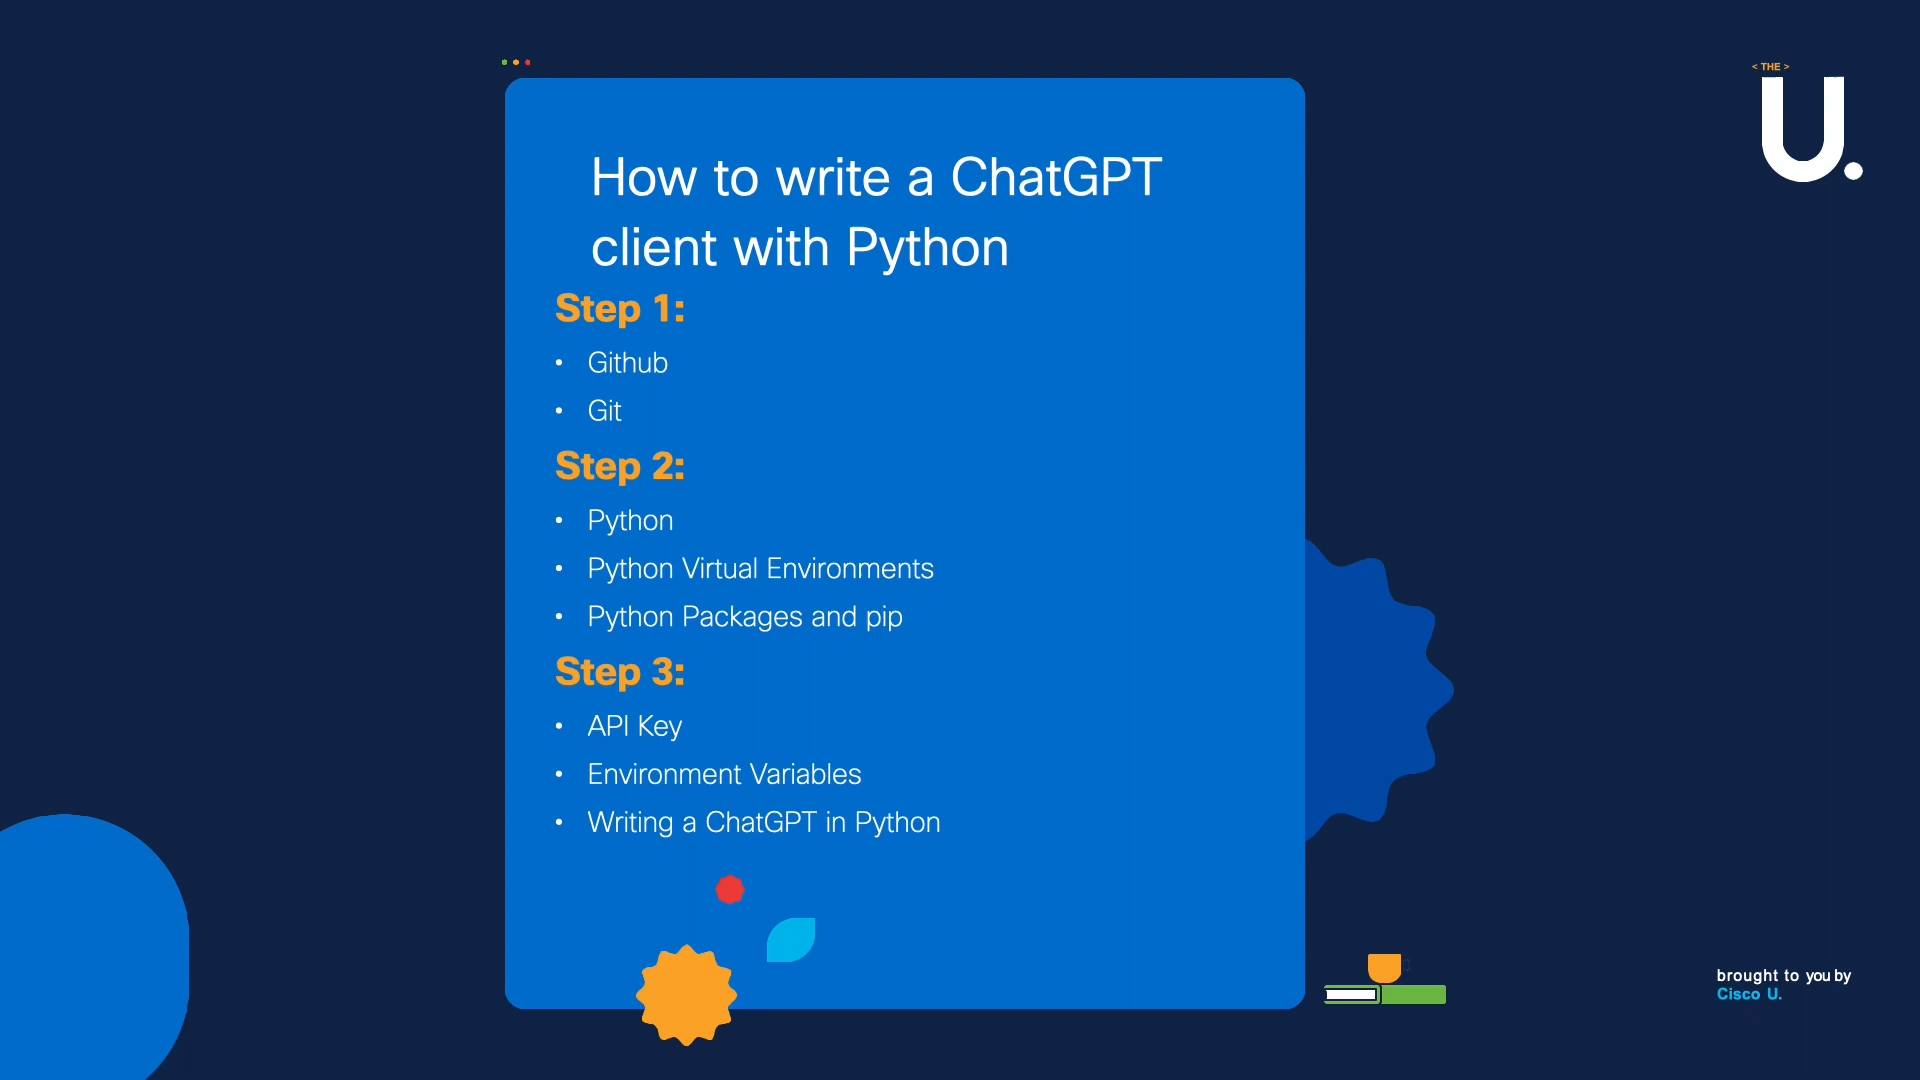 < THE >
U.
How to write a ChatGPT
client with Python
Step 1:
• Github
• Git
Step 2:
• Python
• Python Virtual Environments
• Python Packages and pip
Step 3:
• API Key
• Environment Variables
• Writing a ChatGPT in Python
brought to you by
Cisco U.